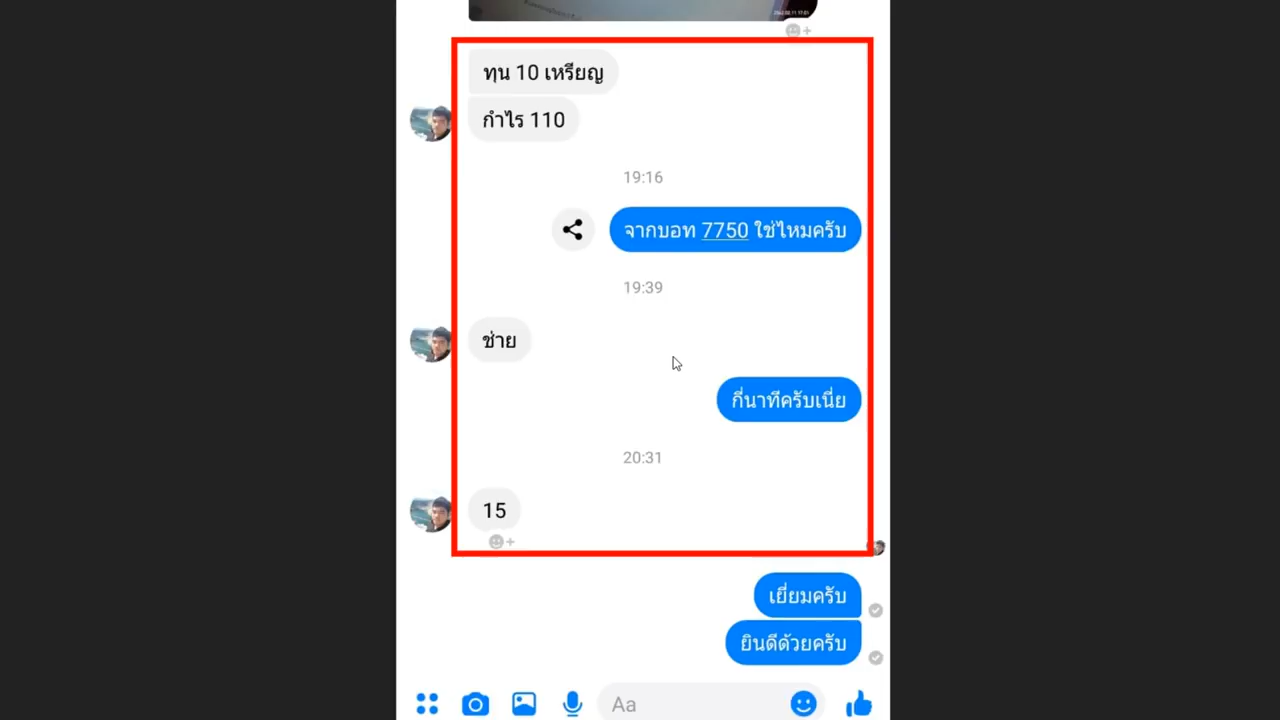 ทุน 10 เหรียญ
กำไร 110
19:16
จากบอท 7750 ใช่ไหมครับ
19:39
ช่าย
กี่นาทีครับเนี่ย
20:31
15
เยี่ยมครับ
ยินดีด้วยครับ
Aa